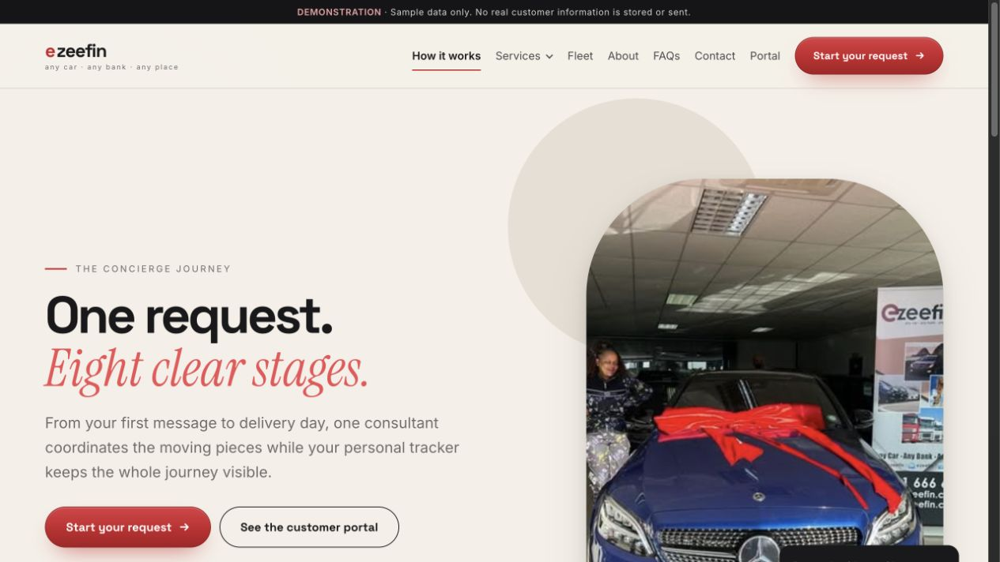 DEMONSTRATION · Sample data only. No real customer information is stored or sent.
ezeefin
any car · any bank · any place
How it works
Services
Fleet
About
FAQs
Contact
Portal
Start your request →
THE CONCIERGE JOURNEY
One request.
Eight clear stages.
From your first message to delivery day, one consultant
coordinates the moving pieces while your personal tracker
keeps the whole journey visible.
Start your request →
See the customer portal
ezeefi
y Car - Any Bank - A
1 666
eefin.c